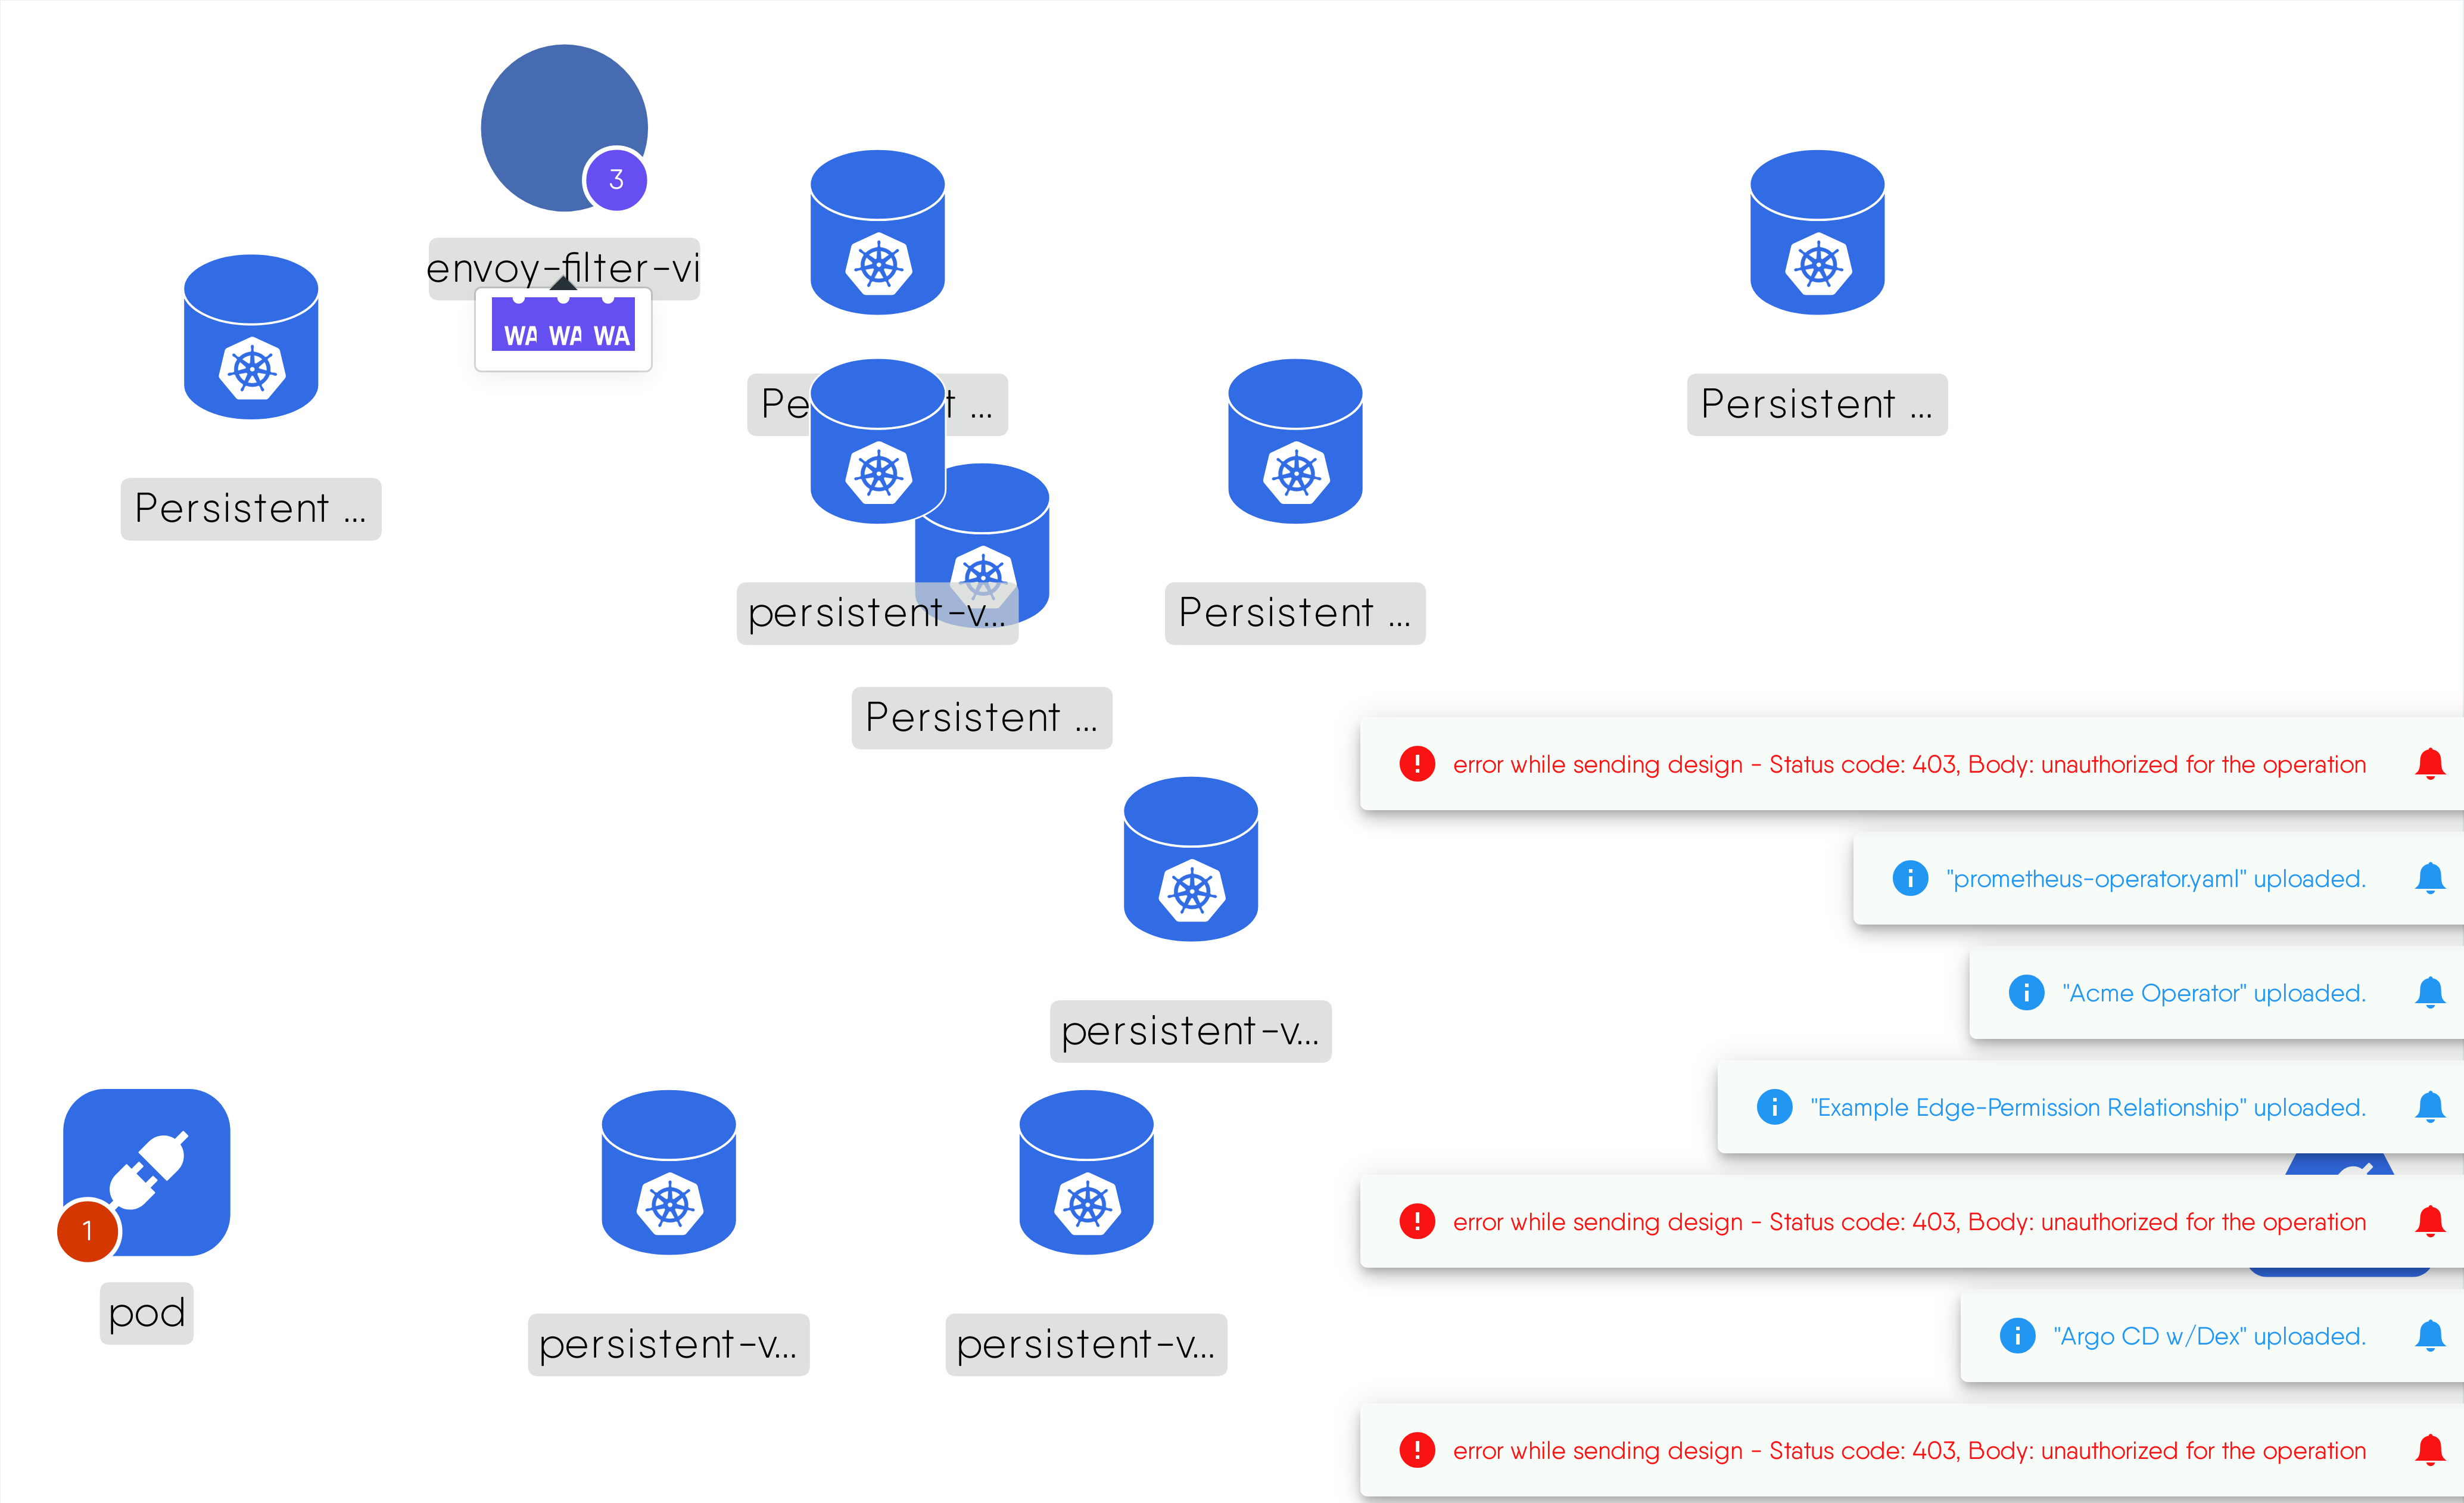 3
envoy-filter-vi
WA WA WA
Persistent ...
Pe t ...
Persistent ...
Persistent ...
persistent-v...
Persistent ...
Persistent ...
error while sending design - Status code: 403, Body: unauthorized for the operation
"prometheus-operator.yaml" uploaded.
"Acme Operator" uploaded.
persistent-v...
"Example Edge-Permission Relationship" uploaded.
error while sending design - Status code: 403, Body: unauthorized for the operation
1
pod
persistent-v...
persistent-v...
"Argo CD w/Dex" uploaded.
error while sending design - Status code: 403, Body: unauthorized for the operation